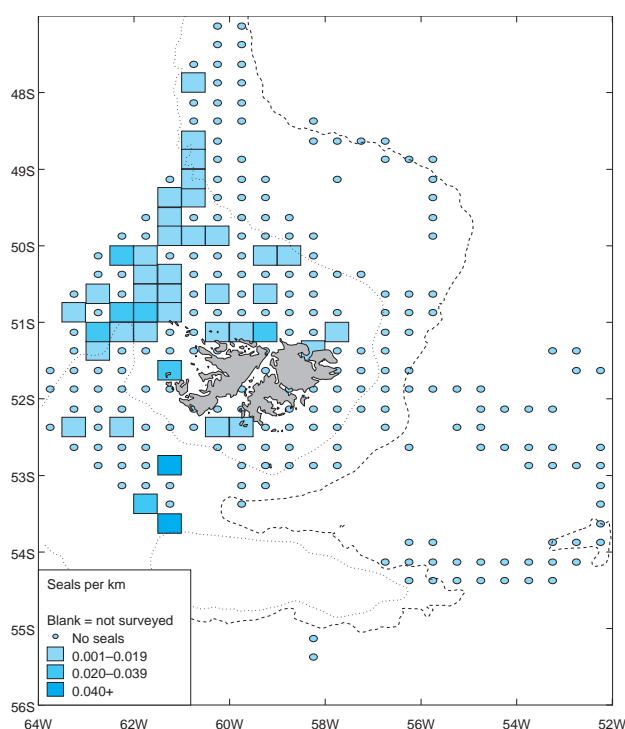 48S
49S
50S
51S
52S
53S
54S
55S
56S
Seals per km
Blank = not surveyed
No seals
0.001–0.019
0.020–0.039
0.040+
64W 62W 60W 58W 56W 54W 52W